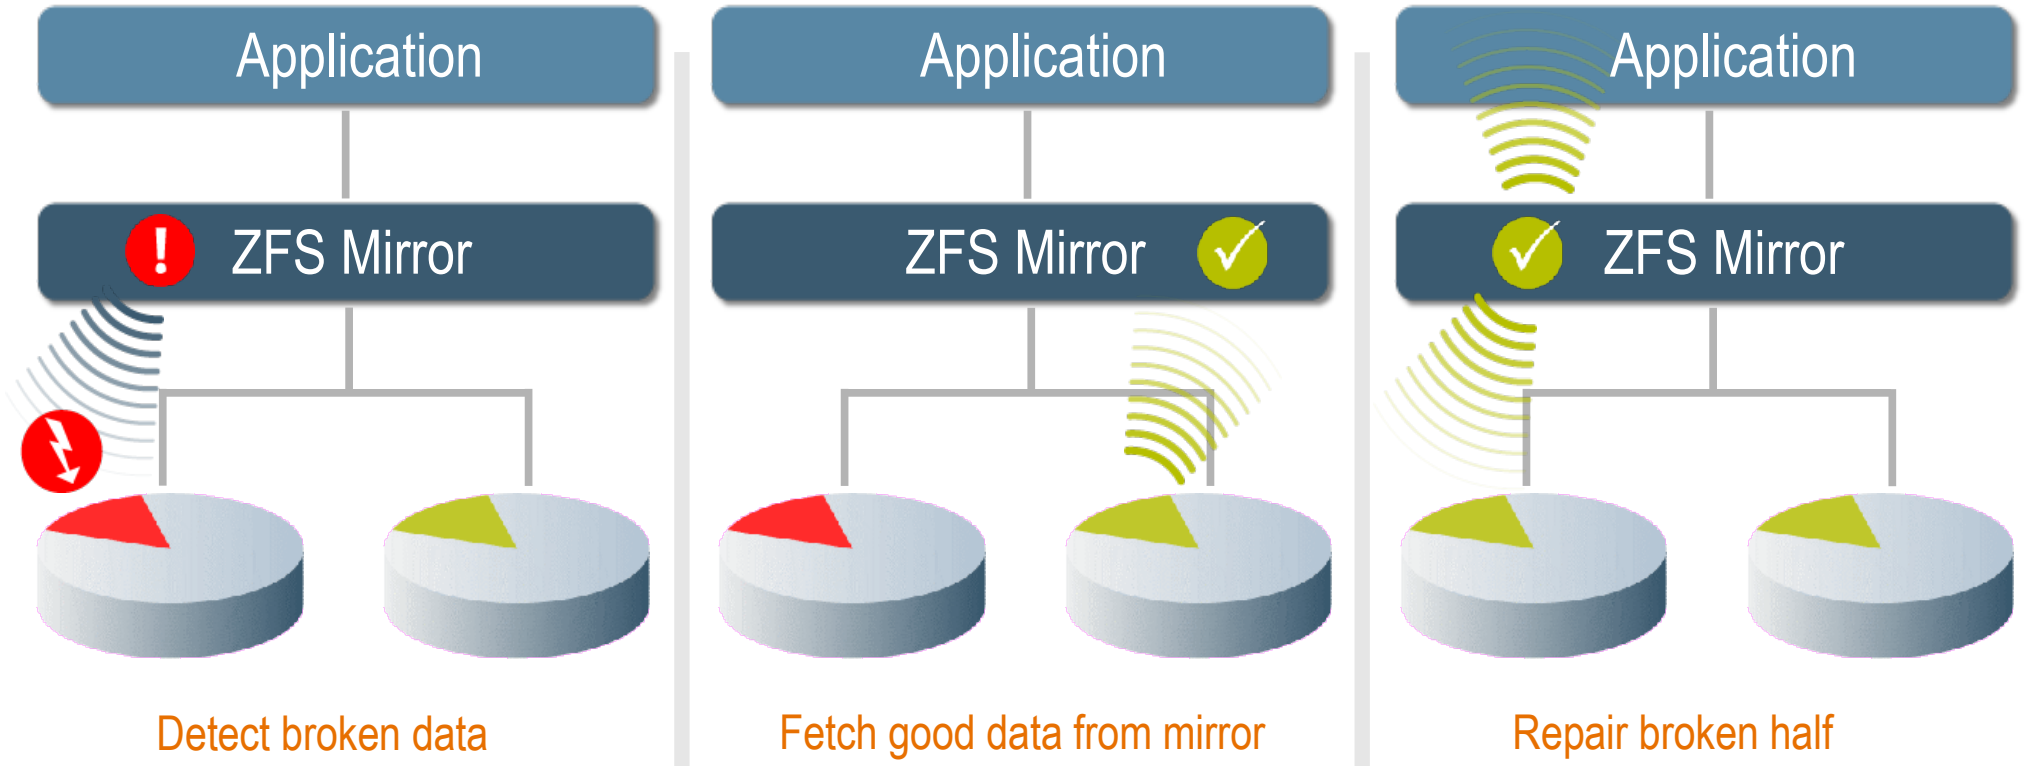 Application
ZFS Mirror
Detect broken data
Application
ZFS Mirror
Fetch good data from mirror
Application
ZFS Mirror
Repair broken half